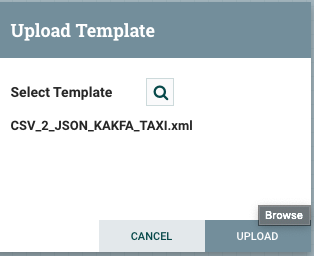 Upload Template
Select Template
CSV_2_JSON_KAKFA_TAXI.xml
Browse
CANCEL
UPLOAD